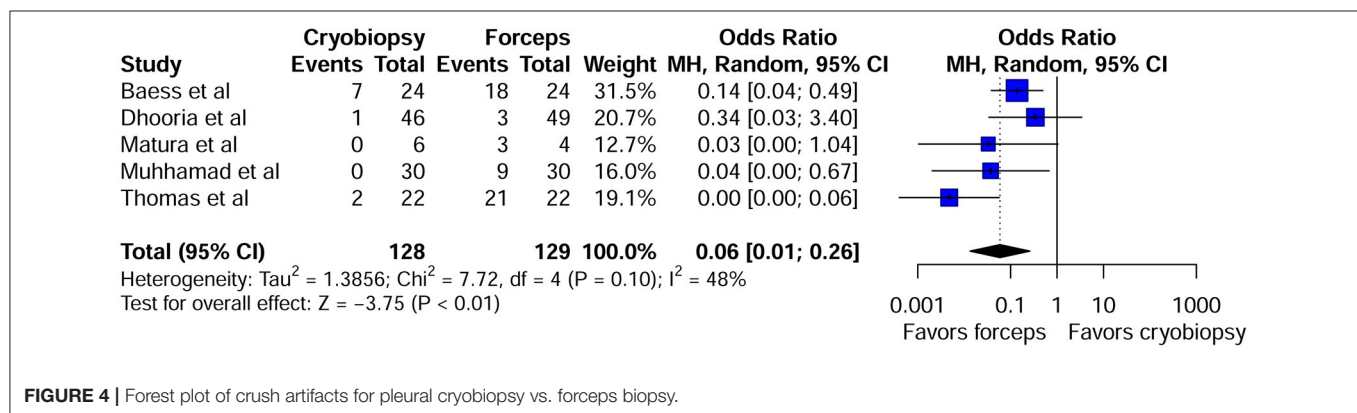 Cryobiopsy Forceps Odds Ratio Odds Ratio
Study Events Total Events Total Weight MH, Random, 95% CI MH, Random, 95% CI
Baess et al 7 24 18 24 31.5% 0.14 [0.04; 0.49]
Dhooria et al 1 46 3 49 20.7% 0.34 [0.03; 3.40]
Matura et al 0 6 3 4 12.7% 0.03 [0.00; 1.04]
Muhhamad et al 0 30 9 30 16.0% 0.04 [0.00; 0.67]
Thomas et al 2 22 21 22 19.1% 0.00 [0.00; 0.06]
Total (95% CI) 128 129 100.0% 0.06 [0.01; 0.26]
Heterogeneity: Tau² = 1.3856; Chi² = 7.72, df = 4 (P = 0.10); I² = 48%
Test for overall effect: Z = −3.75 (P < 0.01)
0.001 0.1 1 10 1000
Favors forceps Favors cryobiopsy
FIGURE 4 | Forest plot of crush artifacts for pleural cryobiopsy vs. forceps biopsy.